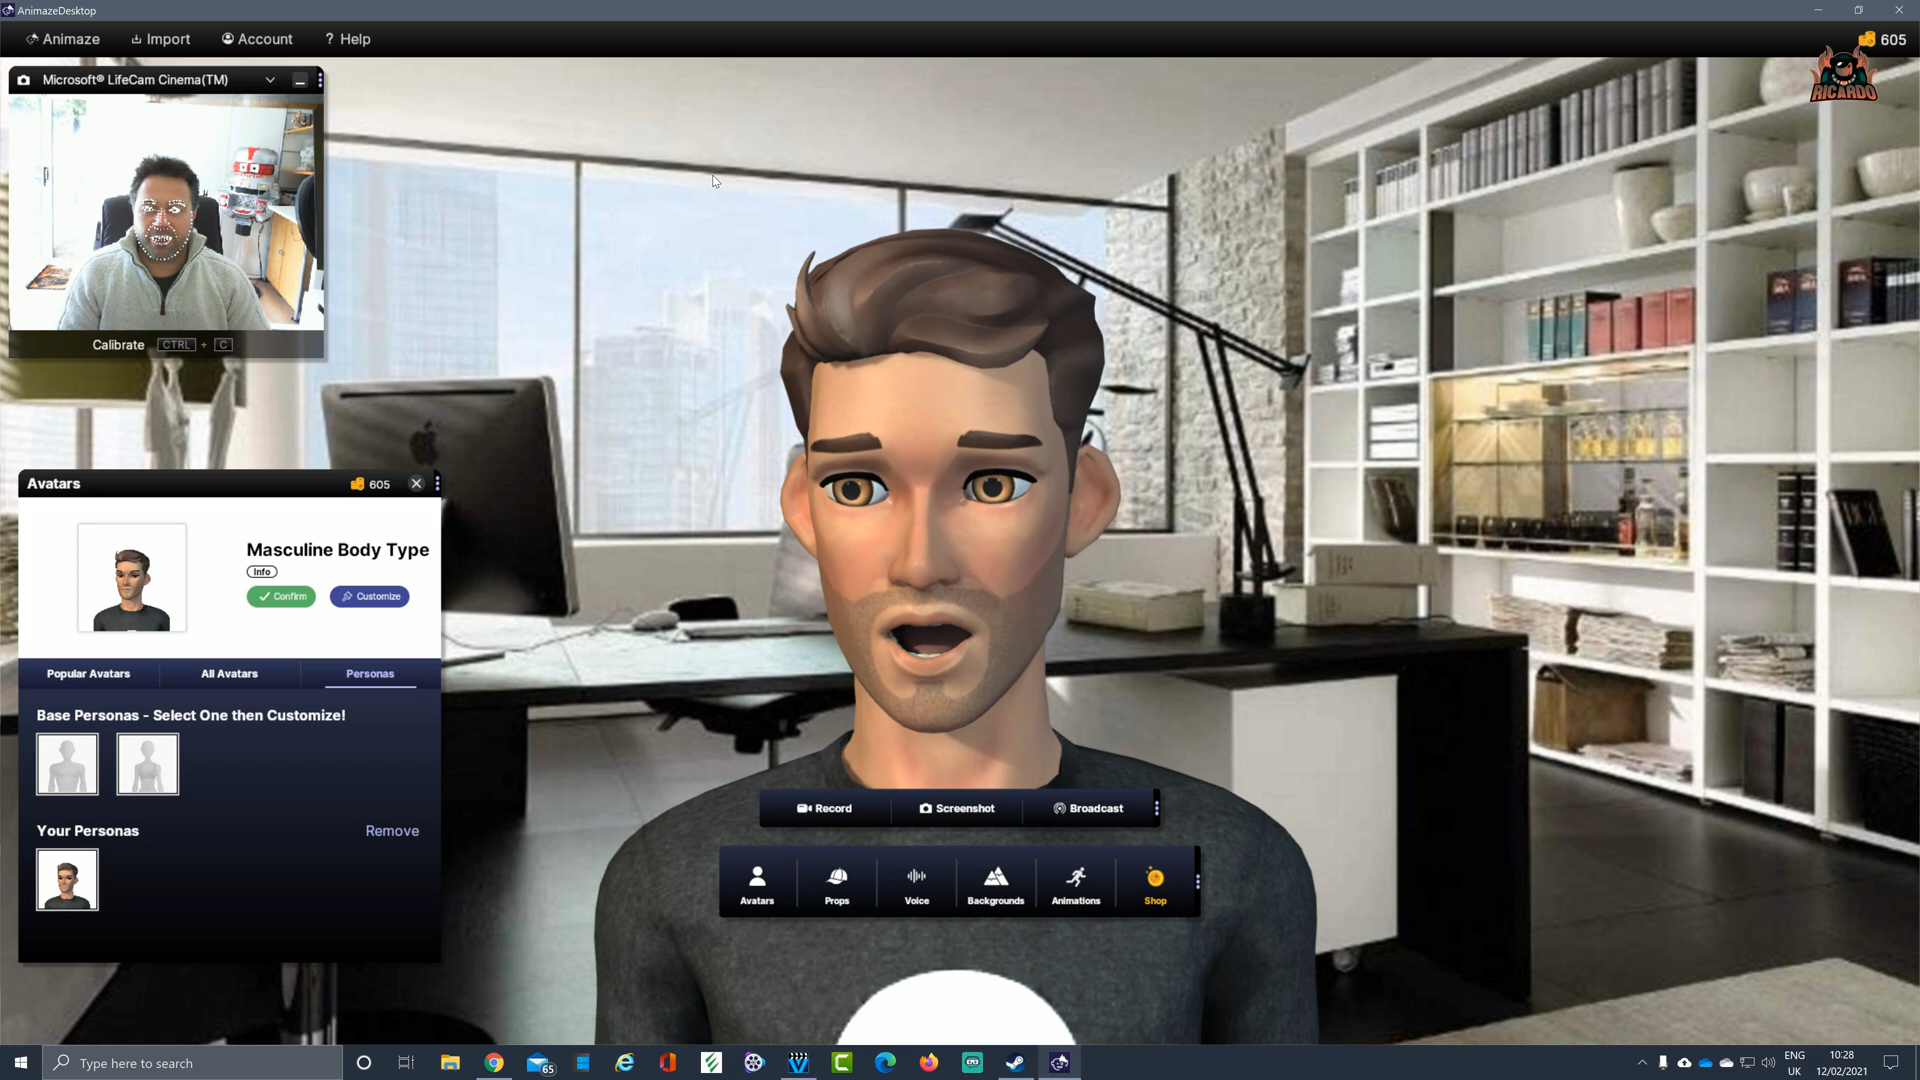 AnimazeDesktop
Animaze Import Account ? Help
605
RICARDO
Microsoft® LifeCam Cinema(TM)
Calibrate CTRL + C
Avatars 605
Masculine Body Type
Info
Confirm Customize
Popular Avatars All Avatars Personas
Base Personas - Select One then Customize!
Your Personas Remove
Record Screenshot Broadcast
Avatars Props Voice Backgrounds Animations Shop
Type here to search
65
ENG
UK
10:28
12/02/2021